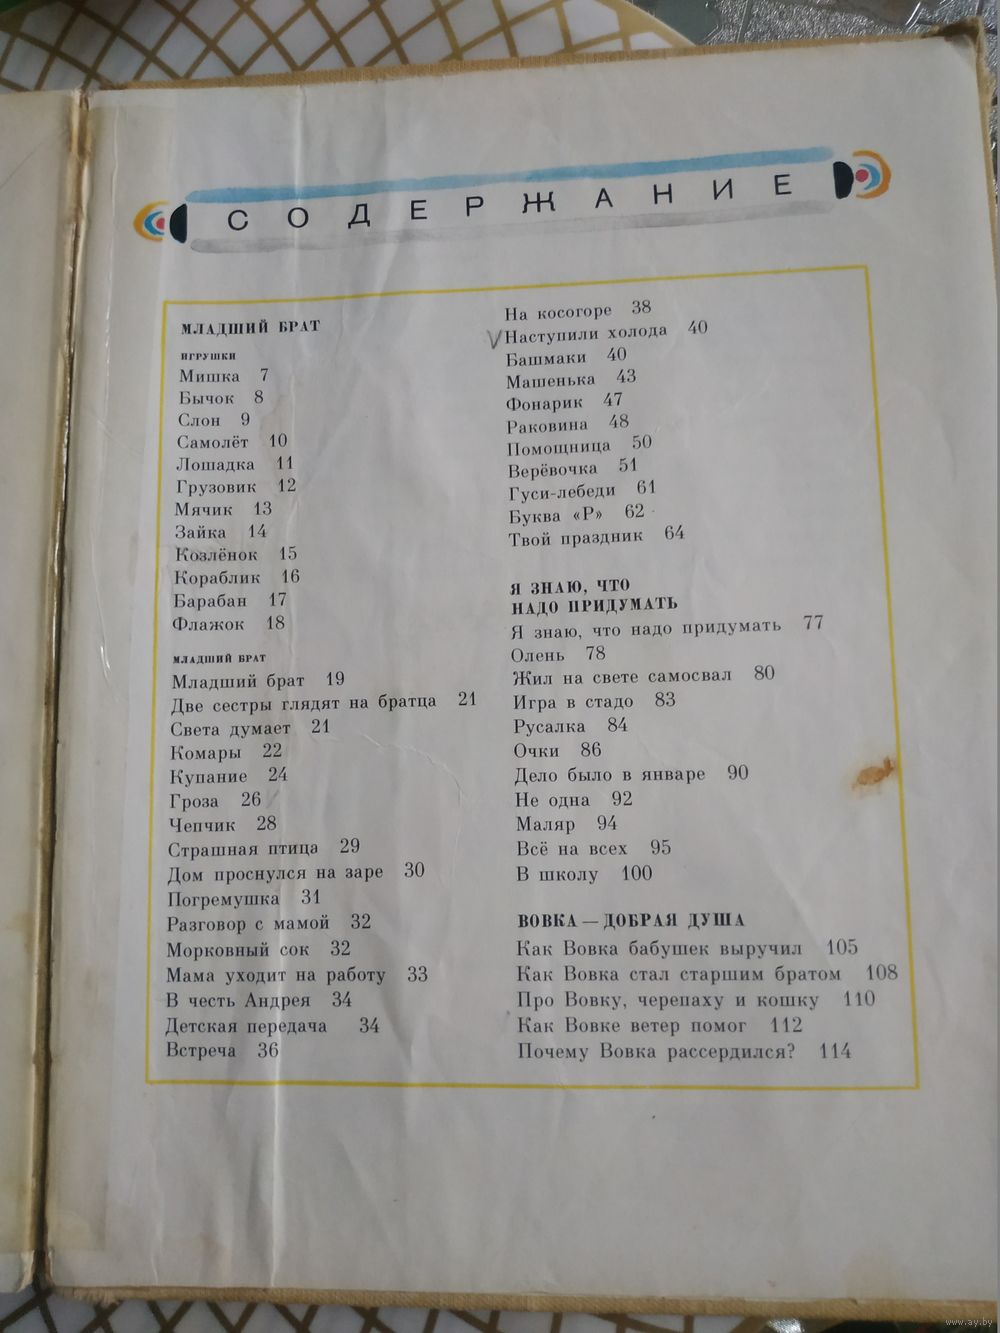 СОДЕРЖАНИЕ
МЛАДШИЙ БРАТ
ИГРУШКИ
Мишка 7
Бычок 8
Слон 9
Самолёт 10
Лошадка 11
Грузовик 12
Мячик 13
Зайка 14
Козлёнок 15
Кораблик 16
Барабан 17
Флажок 18
МЛАДШИЙ БРАТ
Младший брат 19
Две сестры глядят на братца 21
Света думает 21
Комары 22
Купание 24
Гроза 26
Чепчик 28
Страшная птица 29
Дом проснулся на заре 30
Погремушка 31
Разговор с мамой 32
Морковный сок 32
Мама уходит на работу 33
В честь Андрея 34
Детская передача 34
Встреча 36
На косогоре 38
Наступили холода 40
Башмаки 40
Машенька 43
Фонарик 47
Раковина 48
Помощница 50
Верёвочка 51
Гуси-лебеди 61
Буква «Р» 62
Твой праздник 64
Я ЗНАЮ, ЧТО
НАДО ПРИДУМАТЬ
Я знаю, что надо придумать 77
Олень 78
Жил на свете самосвал 80
Игра в стадо 83
Русалка 84
Очки 86
Дело было в январе 90
Не одна 92
Маляр 94
Всё на всех 95
В школу 100
ВОВКА — ДОБРАЯ ДУША
Как Вовка бабушек выручил 105
Как Вовка стал старшим братом 108
Про Вовку, черепаху и кошку 110
Как Вовке ветер помог 112
Почему Вовка рассердился? 114
www.ay.by